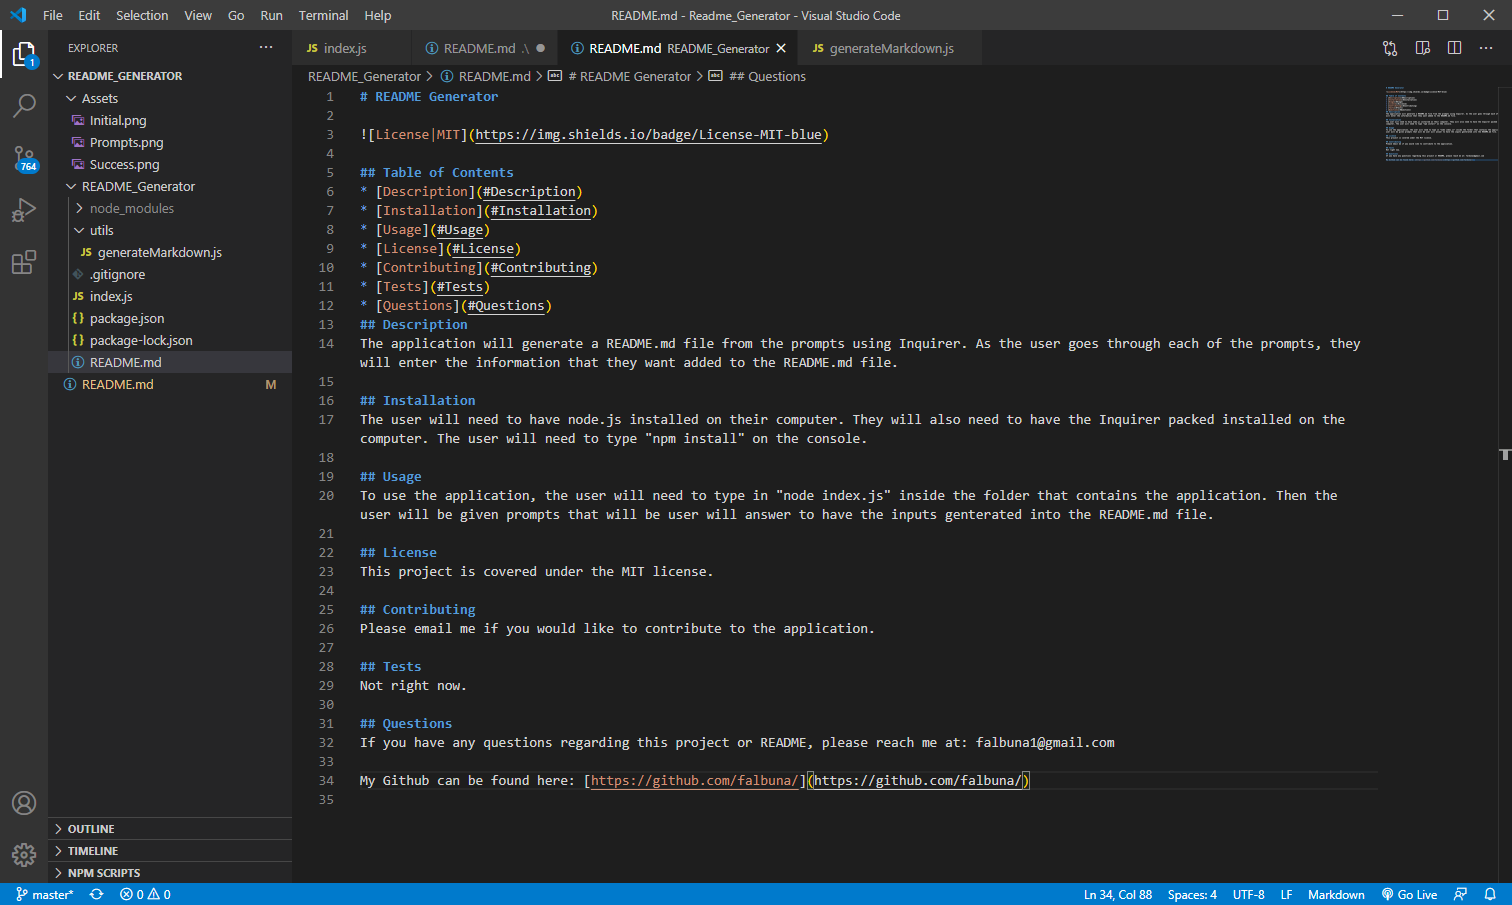 File Edit Selection View Go Run Terminal Help README.md - Readme_Generator - Visual Studio Code
EXPLORER
README_GENERATOR
Assets
Initial.png
Prompts.png
Success.png
README_Generator
node_modules
utils
JS generateMarkdown.js
.gitignore
JS index.js
{} package.json
{} package-lock.json
README.md
README.md M
OUTLINE
TIMELINE
NPM SCRIPTS
1
764
JS index.js README.md .\ README.md README_Generator JS generateMarkdown.js
README_Generator > README.md > # README Generator > ## Questions
1 # README Generator
2
3 ![License|MIT](https://img.shields.io/badge/License-MIT-blue)
4
5 ## Table of Contents
6 * [Description](#Description)
7 * [Installation](#Installation)
8 * [Usage](#Usage)
9 * [License](#License)
10 * [Contributing](#Contributing)
11 * [Tests](#Tests)
12 * [Questions](#Questions)
13 ## Description
14 The application will generate a README.md file from the prompts using Inquirer. As the user goes through each of the prompts, they
will enter the information that they want added to the README.md file.
15
16 ## Installation
17 The user will need to have node.js installed on their computer. They will also need to have the Inquirer packed installed on the
computer. The user will need to type "npm install" on the console.
18
19 ## Usage
20 To use the application, the user will need to type in "node index.js" inside the folder that contains the application. Then the
user will be given prompts that will be user will answer to have the inputs genterated into the README.md file.
21
22 ## License
23 This project is covered under the MIT license.
24
25 ## Contributing
26 Please email me if you would like to contribute to the application.
27
28 ## Tests
29 Not right now.
30
31 ## Questions
32 If you have any questions regarding this project or README, please reach me at: falbuna1@gmail.com
33
34 My Github can be found here: [https://github.com/falbuna/](https://github.com/falbuna/)
35
master* 0 0 Ln 34, Col 88 Spaces: 4 UTF-8 LF Markdown Go Live